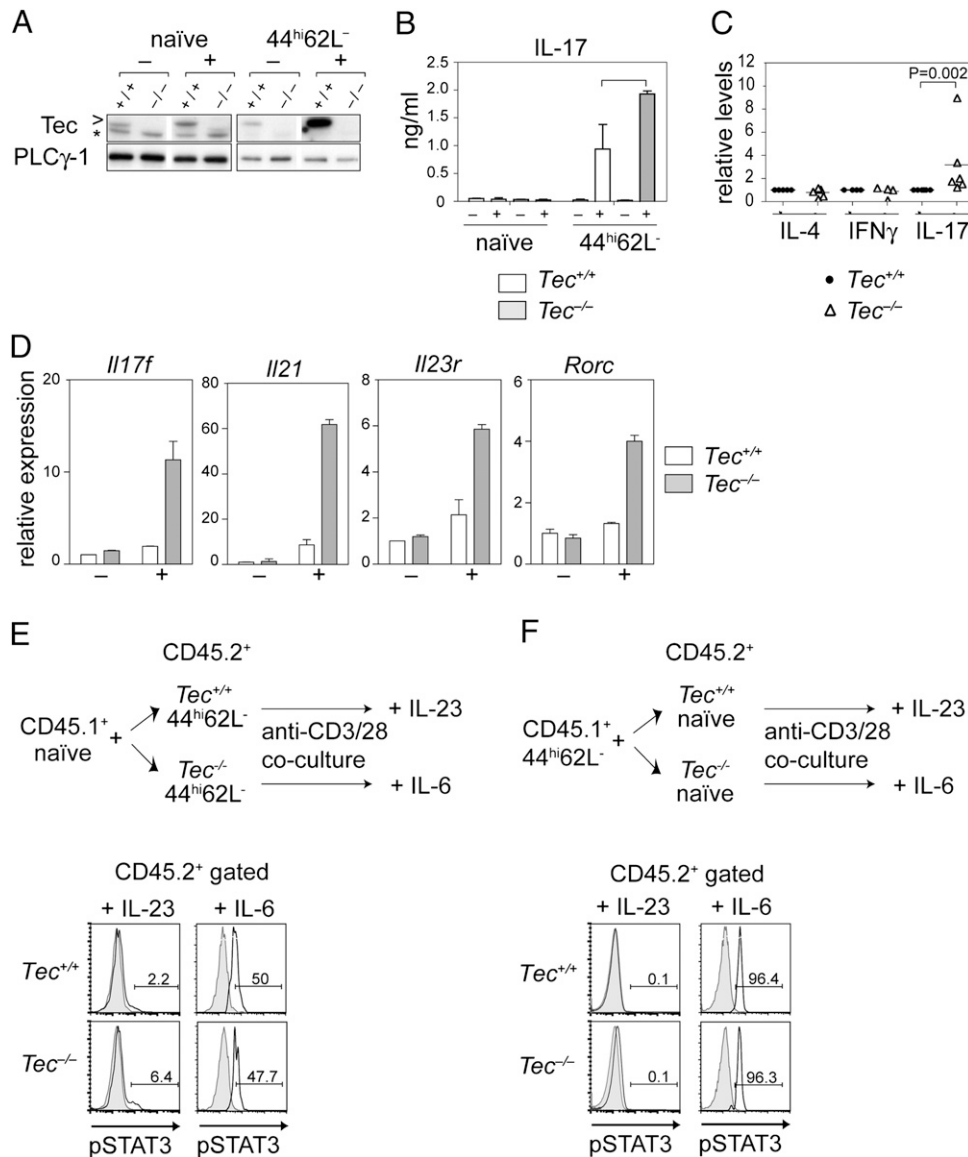 A
naïve 44ʰⁱ62L⁻
– + – +
+/+ –/– +/+ –/– +/+ –/– +/+ –/–
Tec > *
PLCγ-1
B
IL-17
ng/ml
2.5
2.0
1.5
1.0
0.5
0
– + – + – + – +
naïve 44ʰⁱ62L⁻
Tec⁺/⁺
Tec⁻/⁻
C
P=0.002
relative levels
12
10
8
6
4
2
0
IL-4 IFNγ IL-17
Tec⁺/⁺
Tec⁻/⁻
D
Il17f Il21 Il23r Rorc
relative expression
20 80 8 6
60
10 40 6 4
20 4 2
0 0 2 0
0
– + – + – + – +
Tec⁺/⁺
Tec⁻/⁻
E
CD45.2⁺
CD45.1⁺ naïve +
Tec⁺/⁺ 44ʰⁱ62L⁻
Tec⁻/⁻ 44ʰⁱ62L⁻
anti-CD3/28 co-culture
+ IL-23
+ IL-6
CD45.2⁺ gated
+ IL-23 + IL-6
Tec⁺/⁺ 2.2 50
Tec⁻/⁻ 6.4 47.7
pSTAT3 pSTAT3
F
CD45.2⁺
CD45.1⁺ 44ʰⁱ62L⁻ +
Tec⁺/⁺ naïve
Tec⁻/⁻ naïve
anti-CD3/28 co-culture
+ IL-23
+ IL-6
CD45.2⁺ gated
+ IL-23 + IL-6
Tec⁺/⁺ 0.1 96.4
Tec⁻/⁻ 0.1 96.3
pSTAT3 pSTAT3